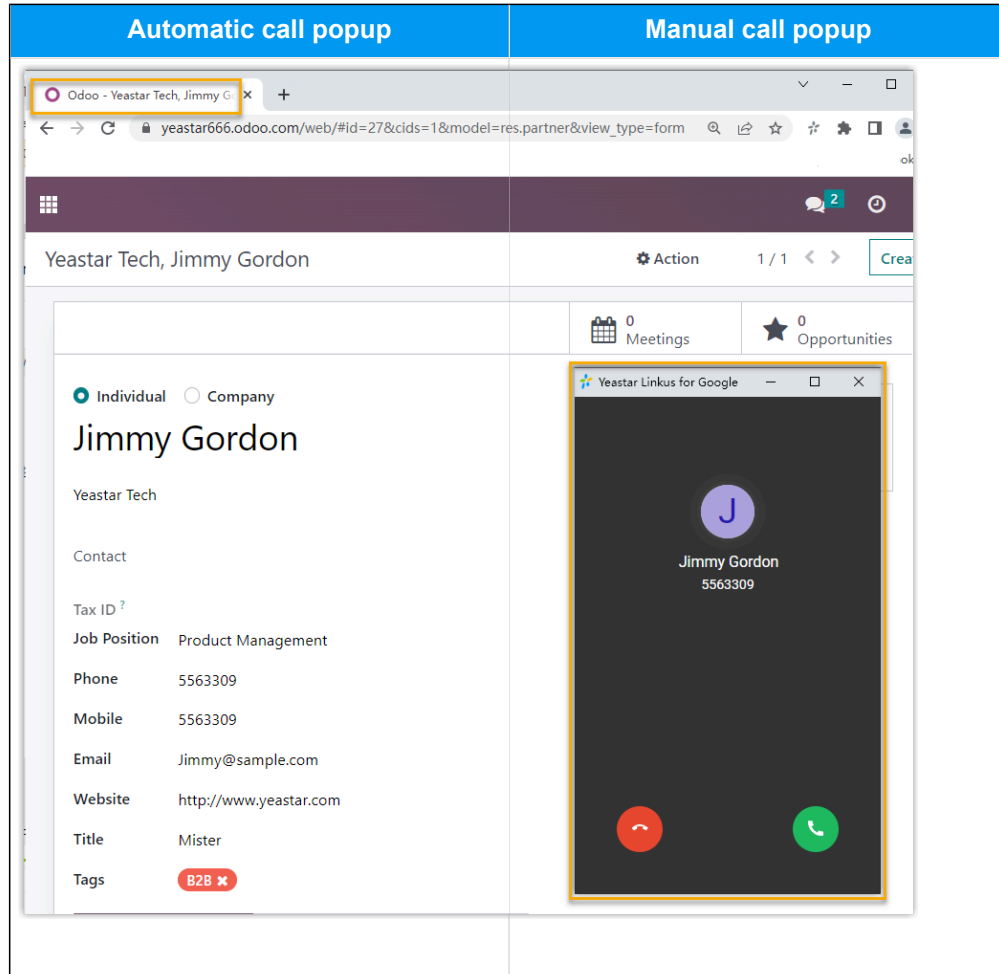 Automatic call popup
Manual call popup
Odoo - Yeastar Tech, Jimmy G
yeastar666.odoo.com/web/#id=27&cids=1&model=res.partner&view_type=form
ok
2
Yeastar Tech, Jimmy Gordon
Action
1 / 1
Crea
0
Meetings
0
Opportunities
Individual
Company
Jimmy Gordon
Yeastar Tech
Contact
Tax ID ?
Job Position Product Management
Phone 5563309
Mobile 5563309
Email Jimmy@sample.com
Website http://www.yeastar.com
Title Mister
Tags B2B
Yeastar Linkus for Google
J
Jimmy Gordon
5563309